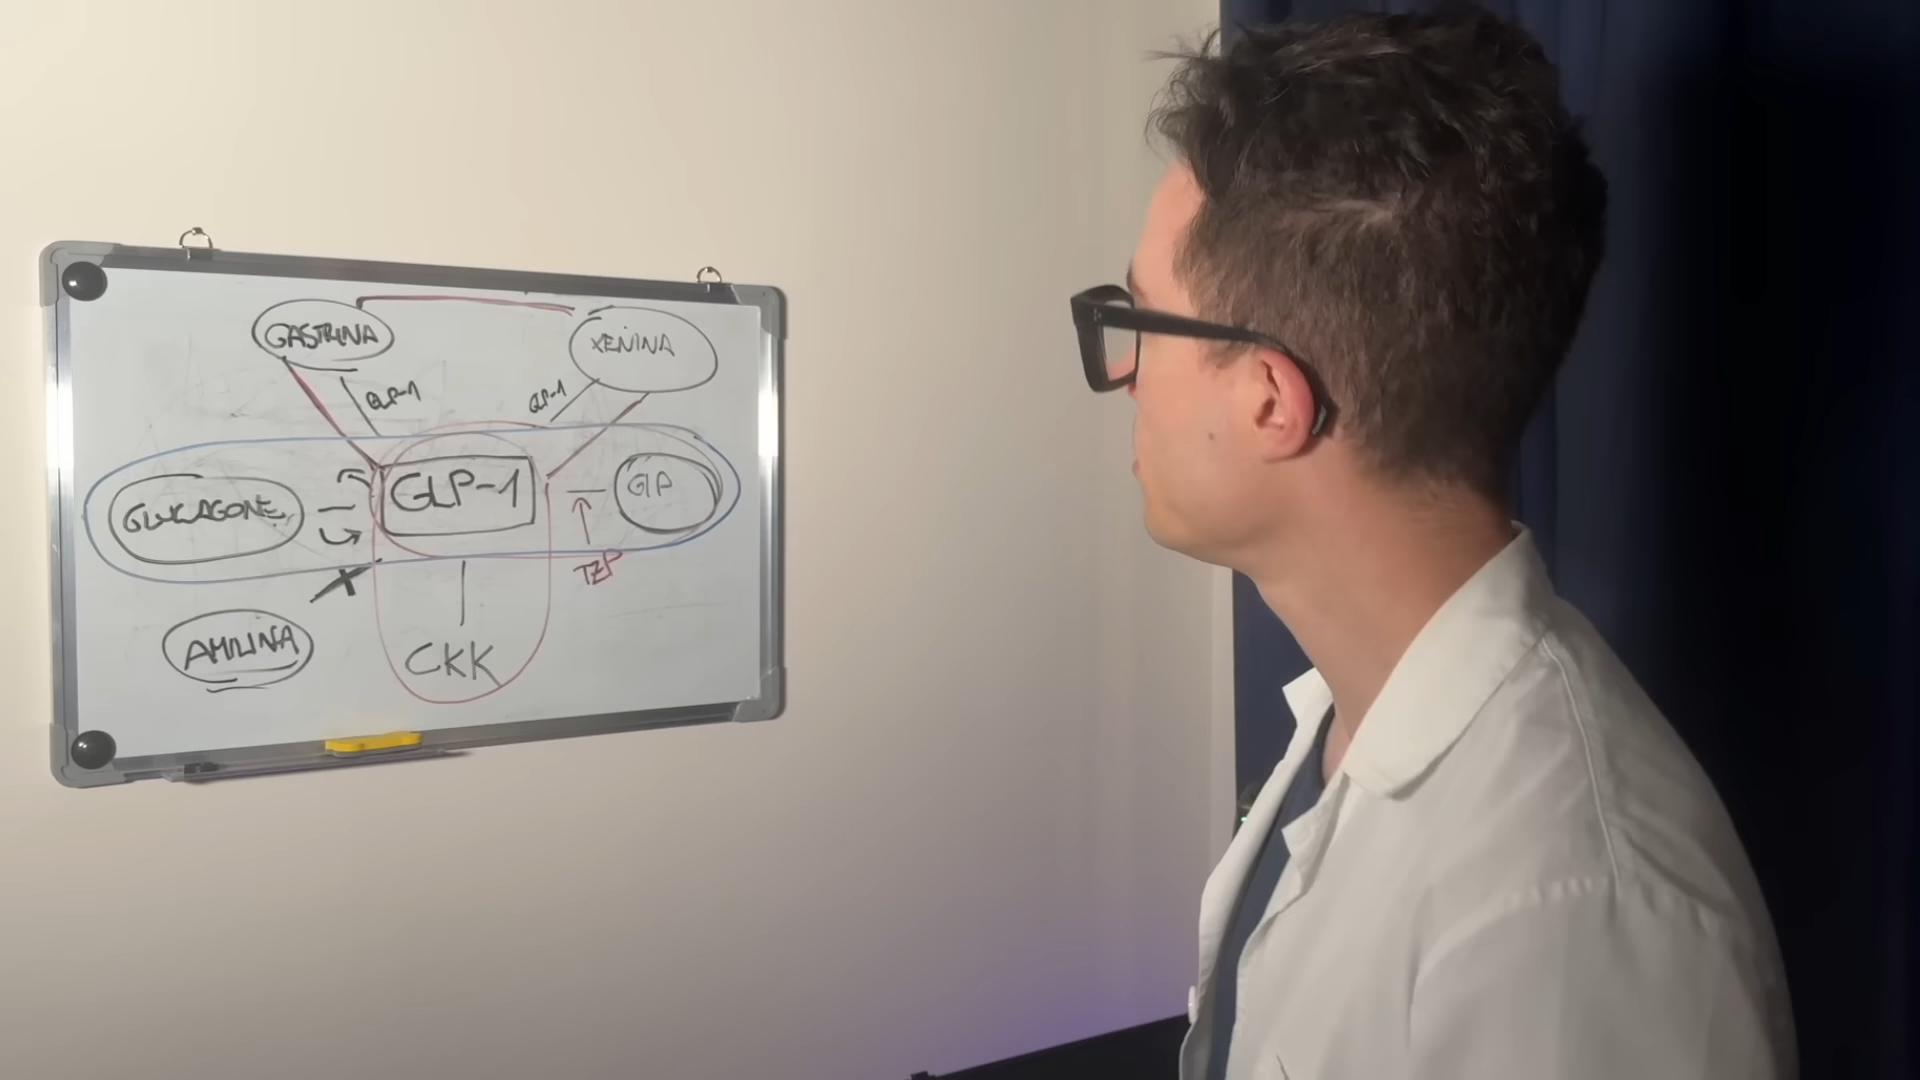 GASTRINA
XENINA
GLP-1
GLP-1
GLUCAGONE
GLP-1
GIP
TZP
AMILINA
CKK